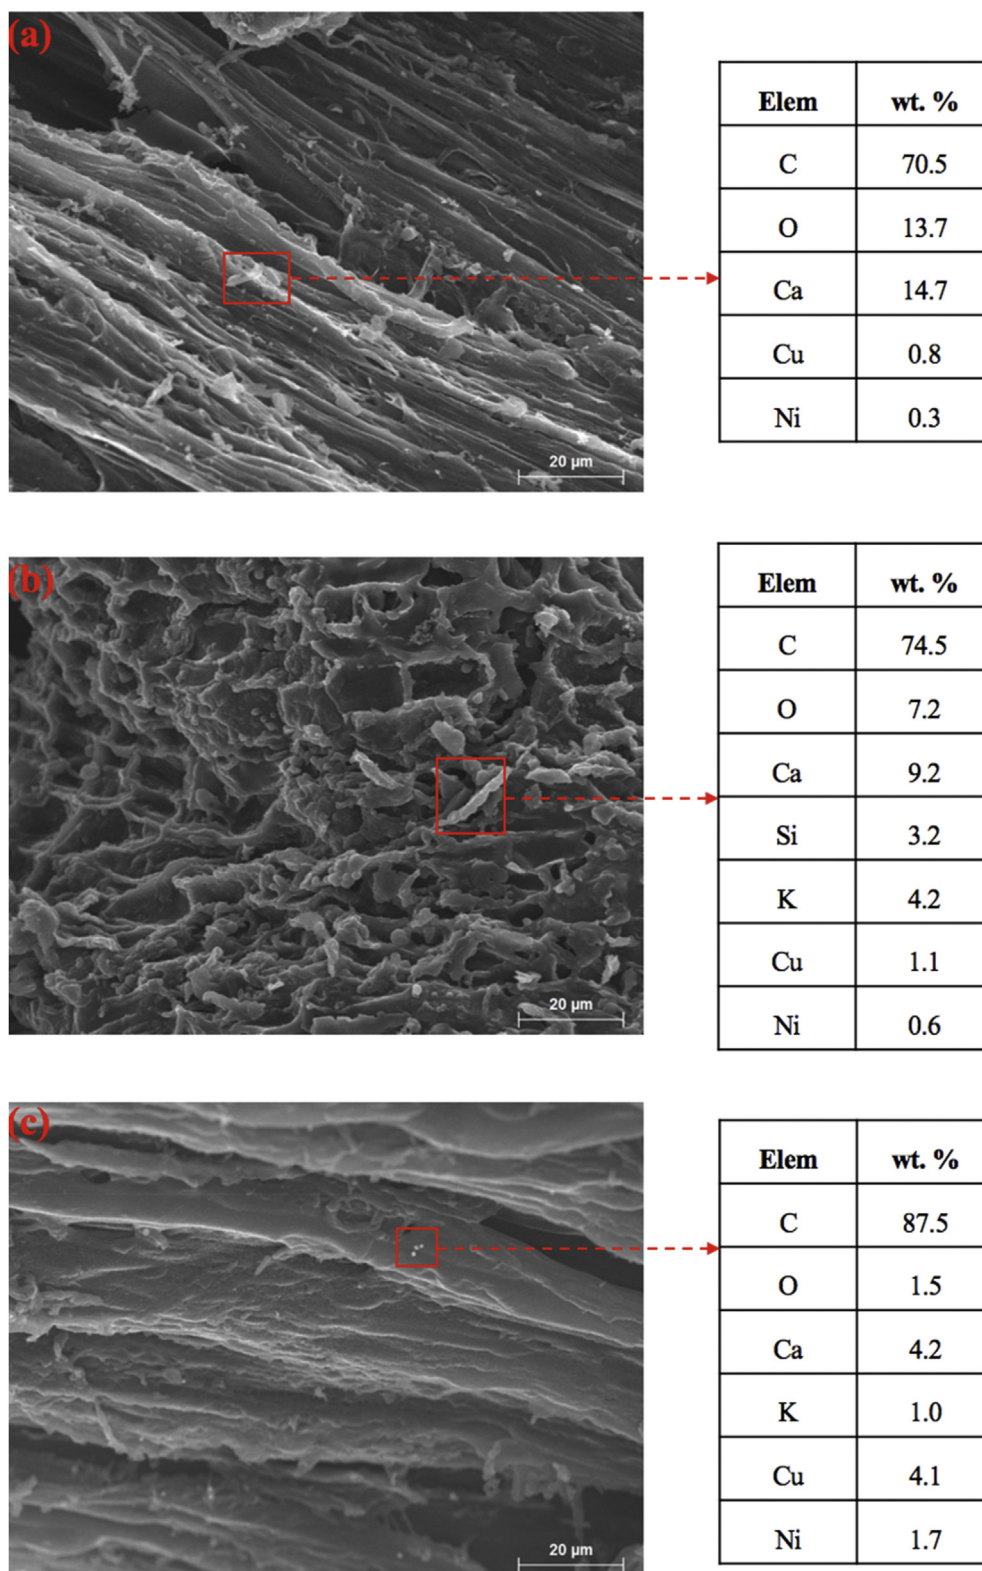 (a)
Elem wt. %
C 70.5
O 13.7
Ca 14.7
Cu 0.8
Ni 0.3
20 µm
(b)
Elem wt. %
C 74.5
O 7.2
Ca 9.2
Si 3.2
K 4.2
Cu 1.1
Ni 0.6
20 µm
(c)
Elem wt. %
C 87.5
O 1.5
Ca 4.2
K 1.0
Cu 4.1
Ni 1.7
20 µm